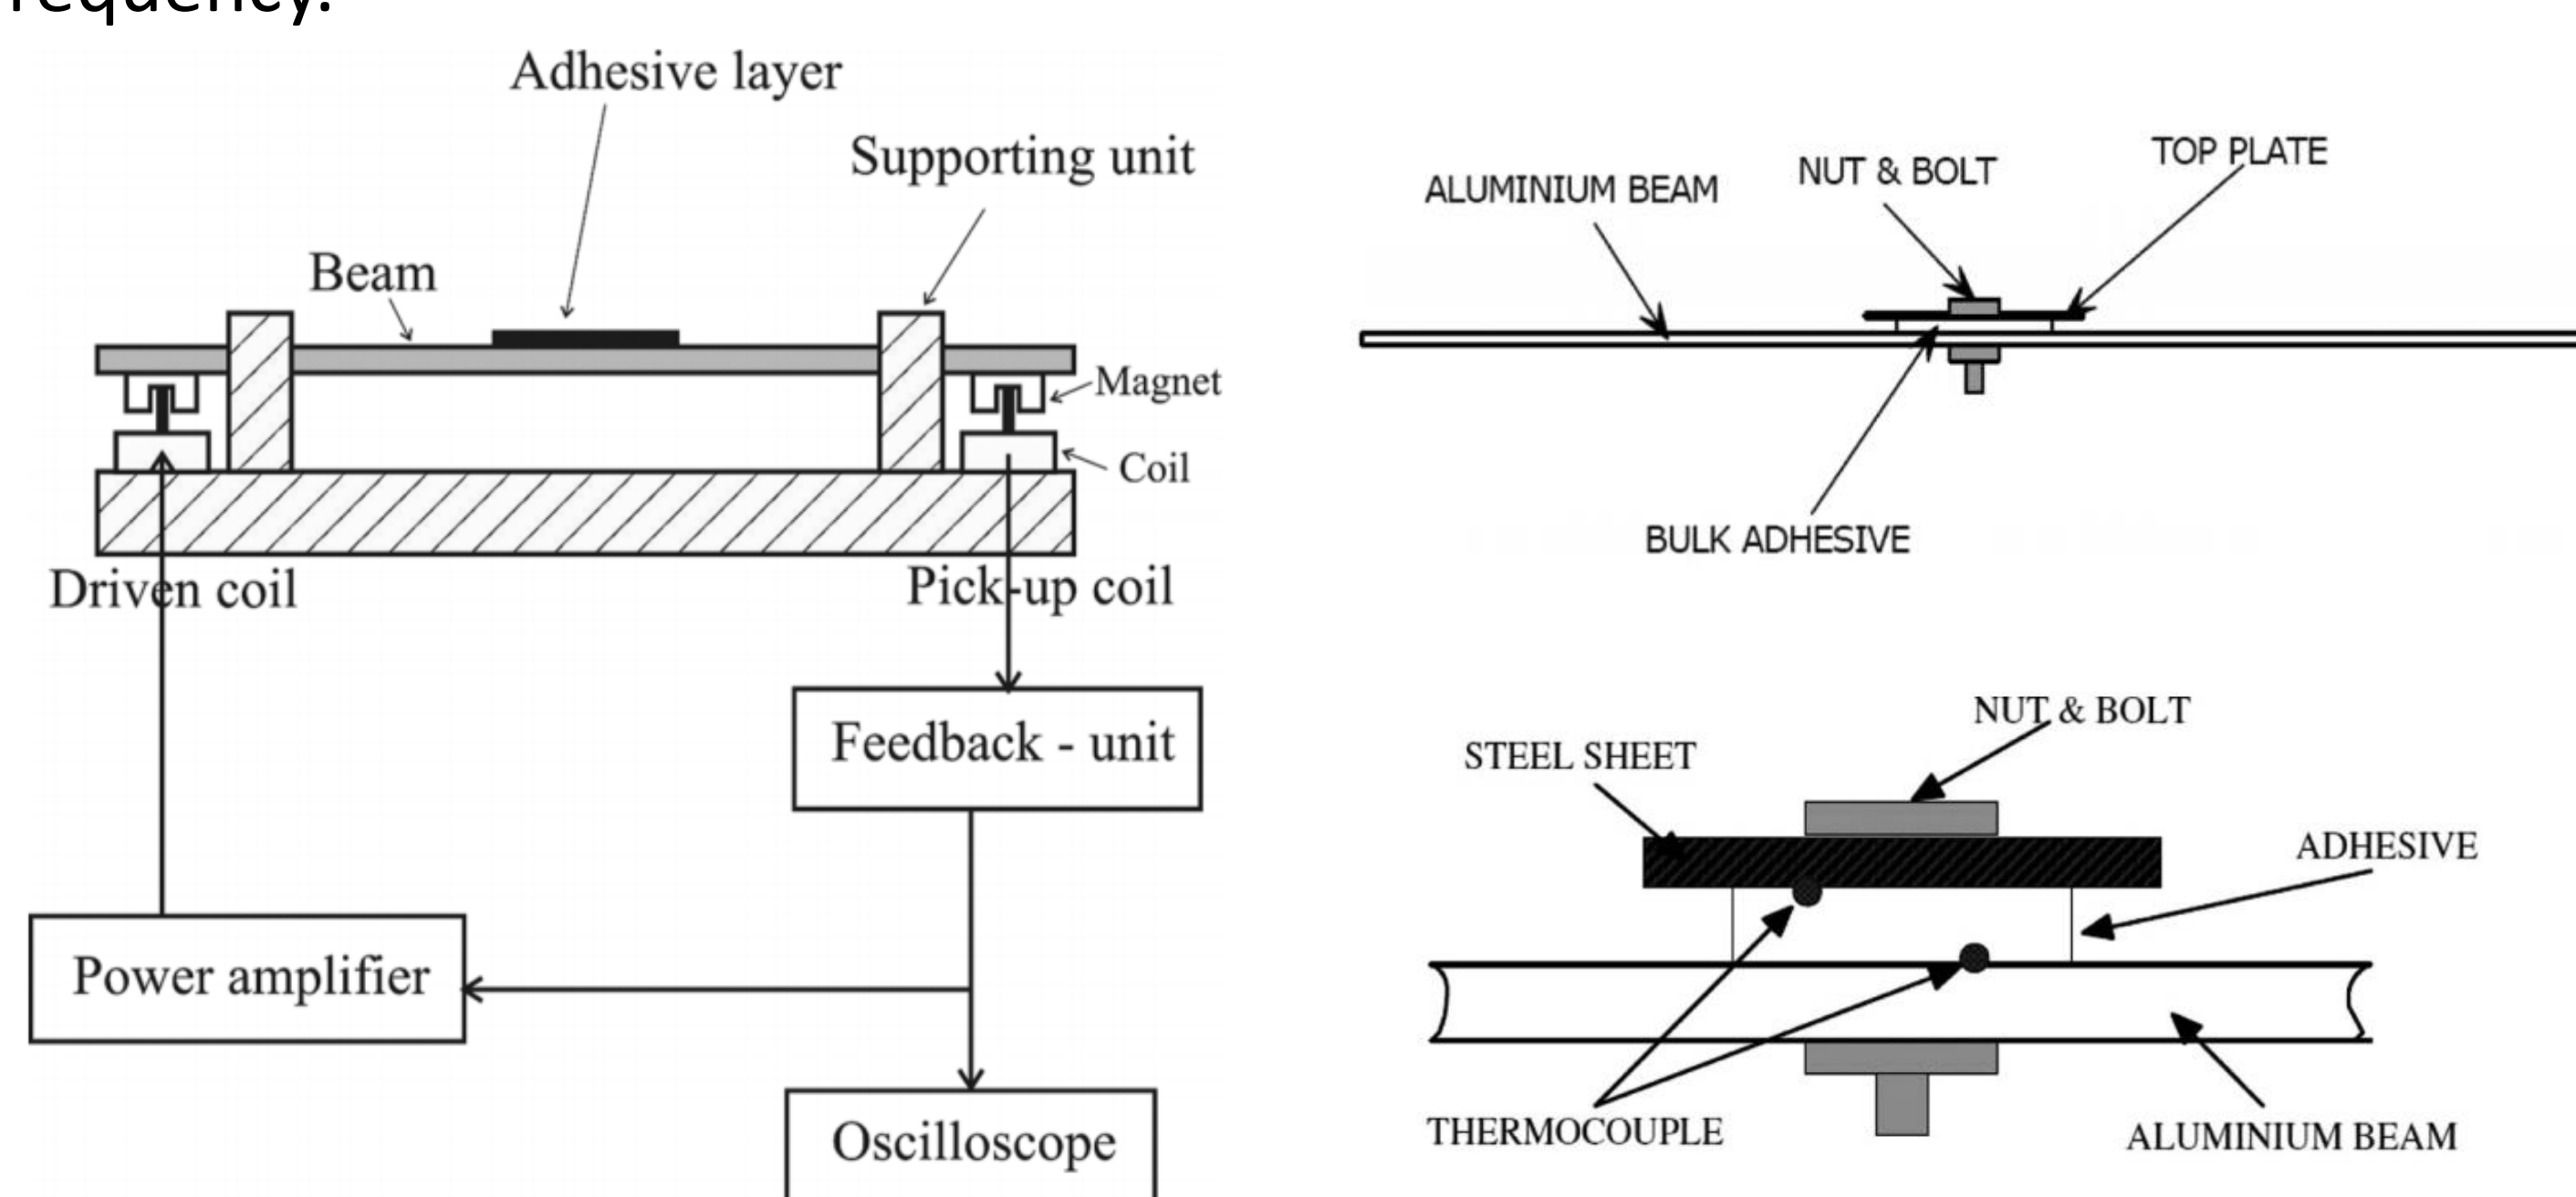 requency.
Adhesive layer
Supporting unit
Beam
Magnet
Coil
Driven coil
Pick-up coil
Feedback - unit
Power amplifier
Oscilloscope
ALUMINIUM BEAM
NUT & BOLT
TOP PLATE
BULK ADHESIVE
NUT & BOLT
STEEL SHEET
ADHESIVE
THERMOCOUPLE
ALUMINIUM BEAM